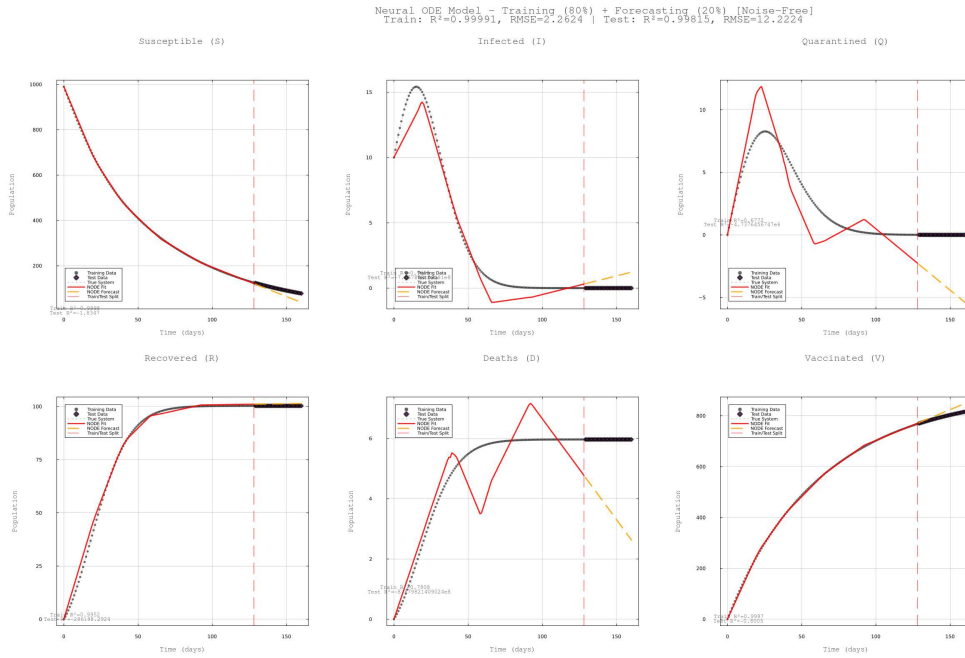 Neural ODE Model - Training (80%) + Forecasting (20%) [Noise-Free]
Train: R²=0.99991, RMSE=2.2624 | Test: R²=0.99815, RMSE=12.2224
Susceptible (S)
Population
1000
800
600
400
200
0
50
100
150
Training Data
Test Data
True System
NODE Fit
NODE Forecast
Train/Test Split
Test R²=-1.8347
Time (days)
Infected (I)
Population
15
10
5
0
0
50
100
150
Training Data
Test Data
True System
NODE Fit
NODE Forecast
Train/Test Split
Time (days)
Quarantined (Q)
Population
10
5
0
-5
0
50
100
150
Training Data
Test Data
True System
NODE Fit
NODE Forecast
Train/Test Split
Time (days)
Recovered (R)
Population
100
75
50
25
0
0
50
100
150
Training Data
Test Data
True System
NODE Fit
NODE Forecast
Train/Test Split
Time (days)
Deaths (D)
Population
6
4
2
0
0
50
100
150
Training Data
Test Data
True System
NODE Fit
NODE Forecast
Train/Test Split
Time (days)
Vaccinated (V)
Population
800
600
400
200
0
0
50
100
150
Training Data
Test Data
True System
NODE Fit
NODE Forecast
Train/Test Split
Train R²=0.9997
Time (days)